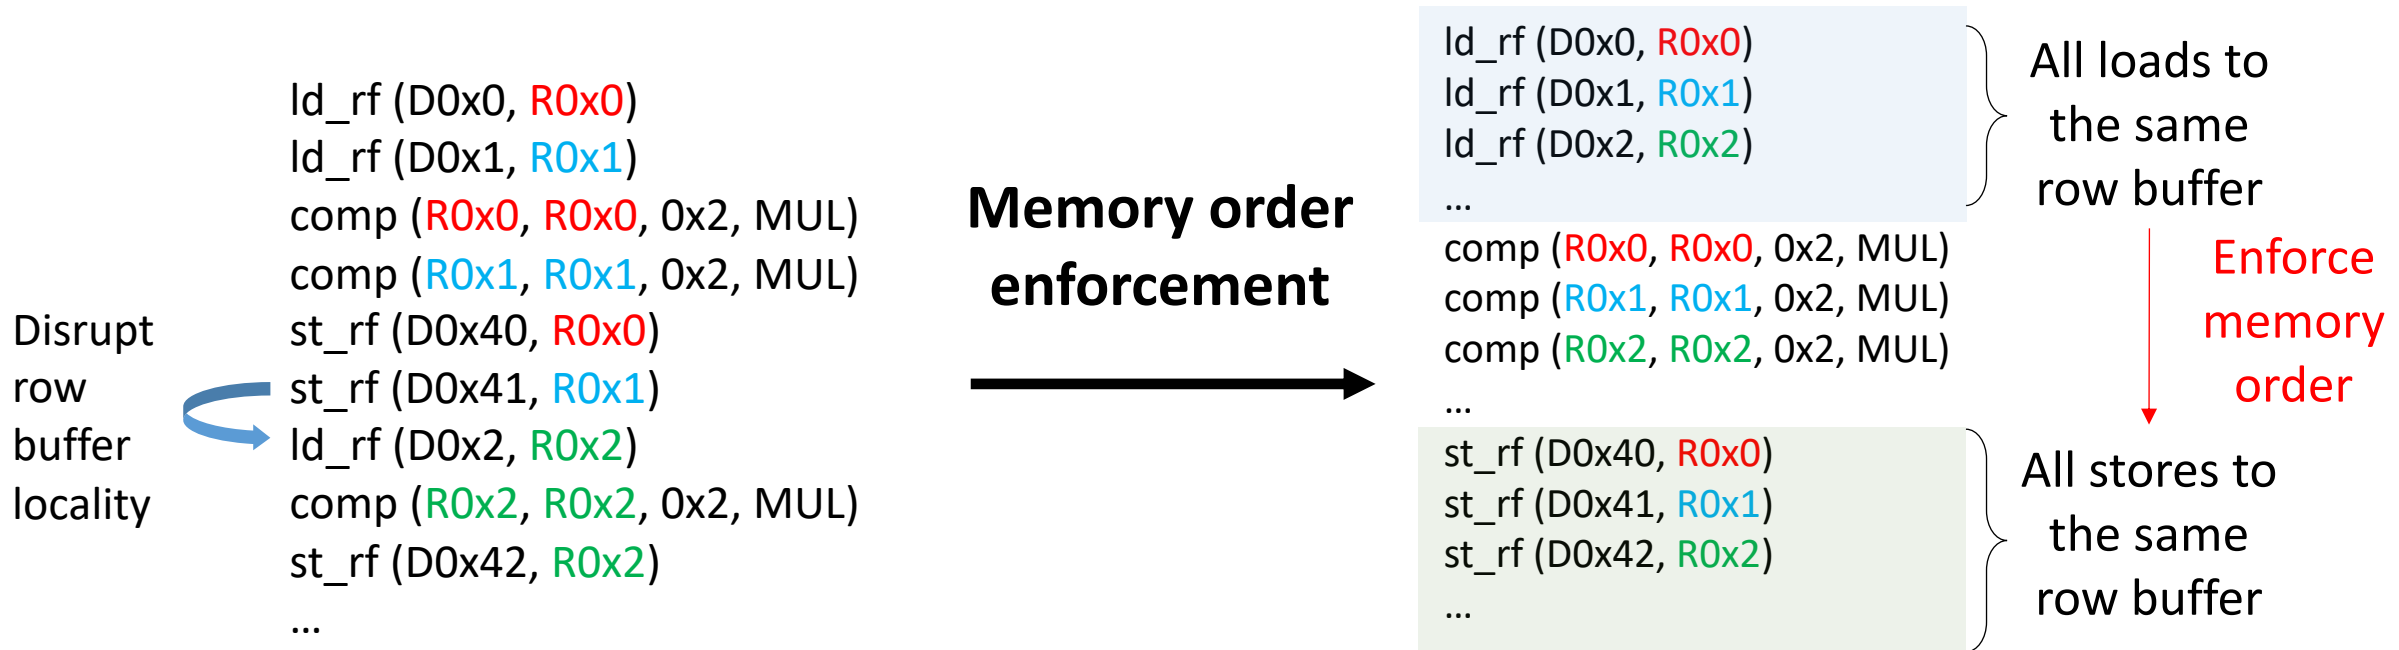 ld_rf (D0x0, R0x0)
ld_rf (D0x1, R0x1)
comp (R0x0, R0x0, 0x2, MUL)
comp (R0x1, R0x1, 0x2, MUL)
st_rf (D0x40, R0x0)
st_rf (D0x41, R0x1)
ld_rf (D0x2, R0x2)
comp (R0x2, R0x2, 0x2, MUL)
st_rf (D0x42, R0x2)
...
Disrupt
row
buffer
locality
Memory order
enforcement
ld_rf (D0x0, R0x0)
ld_rf (D0x1, R0x1)
ld_rf (D0x2, R0x2)
...
comp (R0x0, R0x0, 0x2, MUL)
comp (R0x1, R0x1, 0x2, MUL)
comp (R0x2, R0x2, 0x2, MUL)
...
st_rf (D0x40, R0x0)
st_rf (D0x41, R0x1)
st_rf (D0x42, R0x2)
...
All loads to
the same
row buffer
Enforce
memory
order
All stores to
the same
row buffer